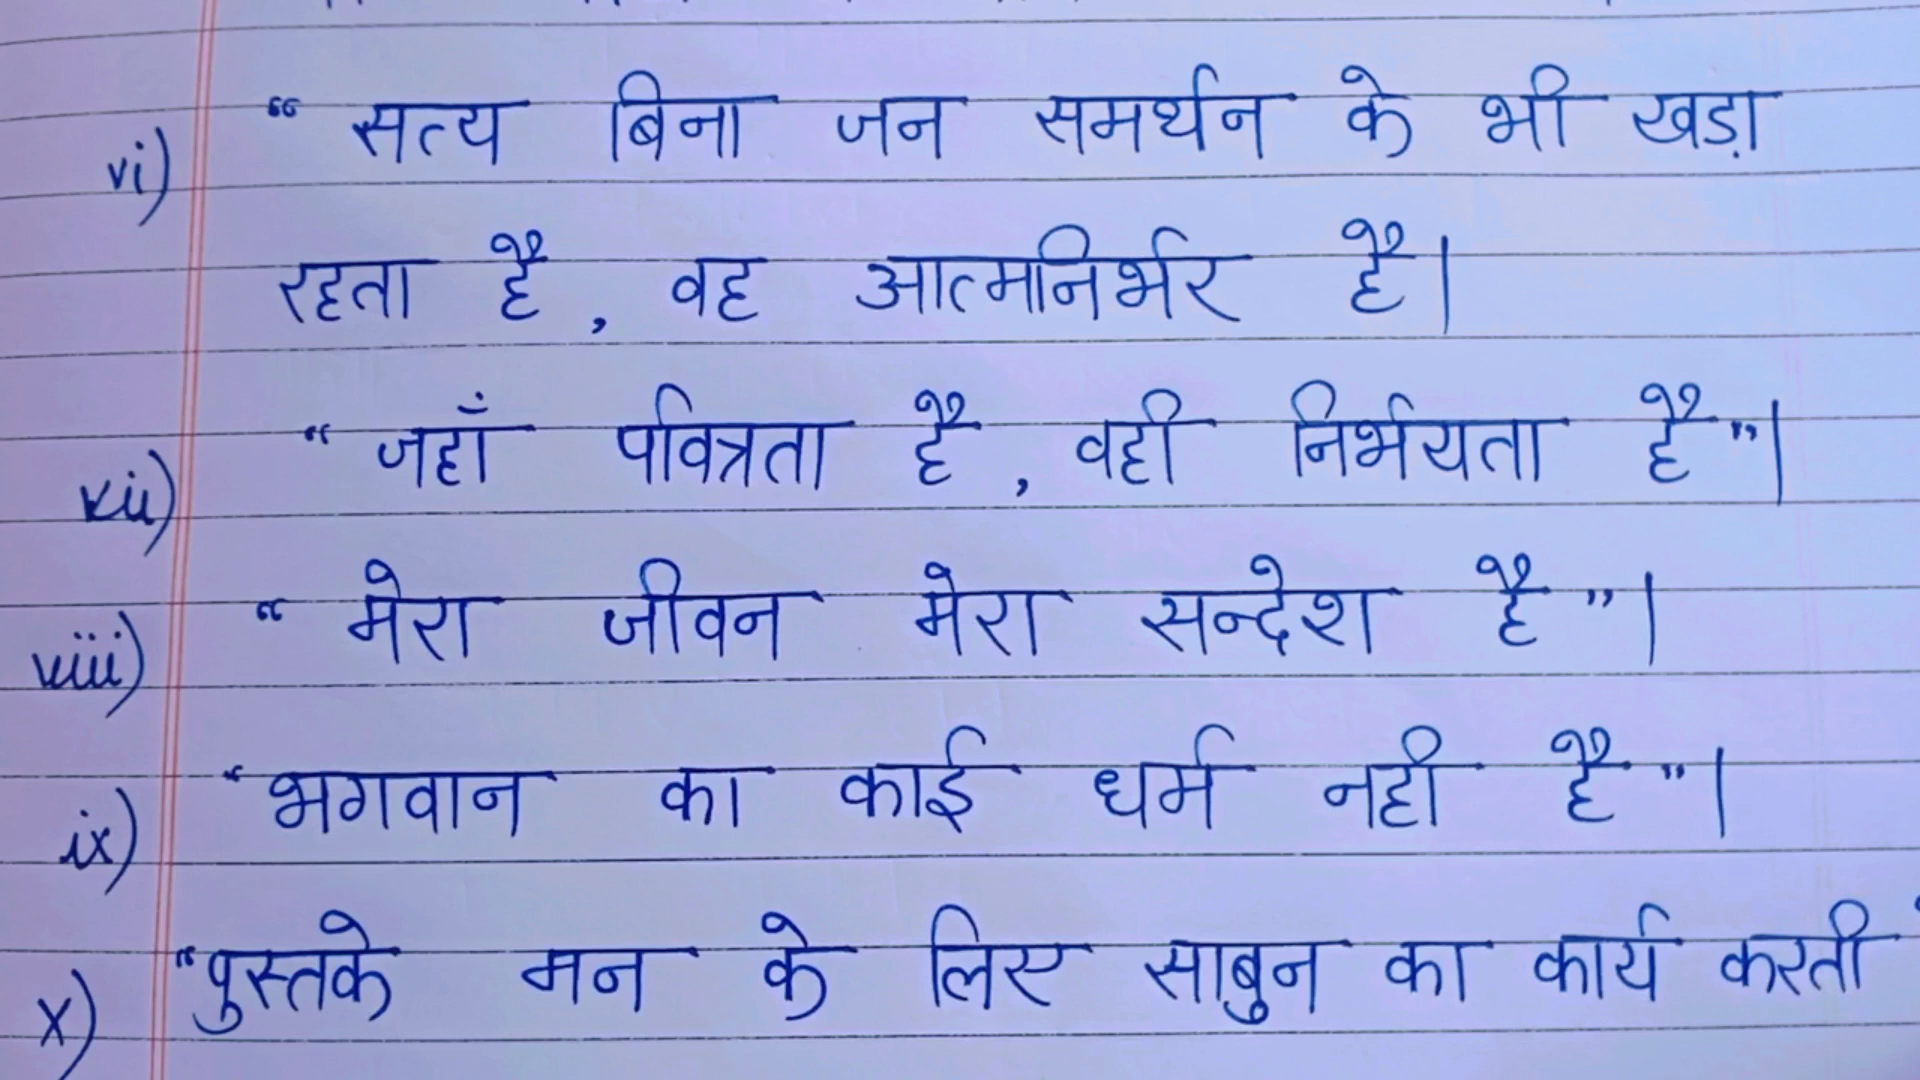 vi) “ सत्य बिना जन समर्थन के भी खड़ा
रहता है , वह आत्मनिर्भर है।
vii) “ जहाँ पवित्रता है , वही निर्भयता है ”।
viii) “ मेरा जीवन मेरा सन्देश है ”।
ix) “ भगवान का काई धर्म नही है ”।
x) “पुस्तके मन के लिए साबुन का कार्य करती